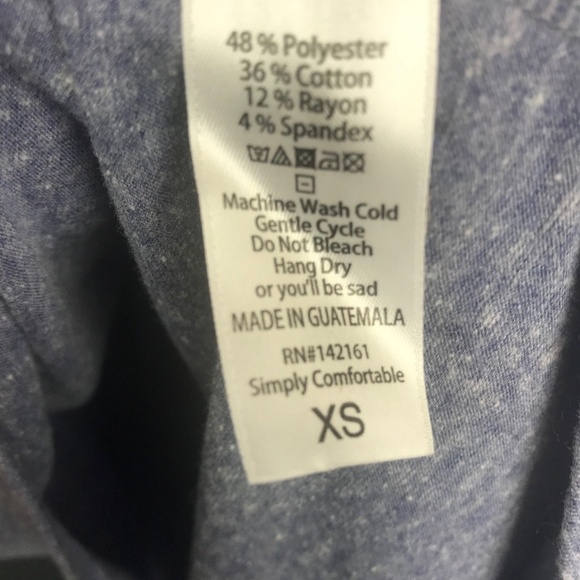 48 % Polyester
36 % Cotton
12 % Rayon
4 % Spandex
Machine Wash Cold
Gentle Cycle
Do Not Bleach
Hang Dry
or you'll be sad
MADE IN GUATEMALA
RN#142161
Simply Comfortable
XS